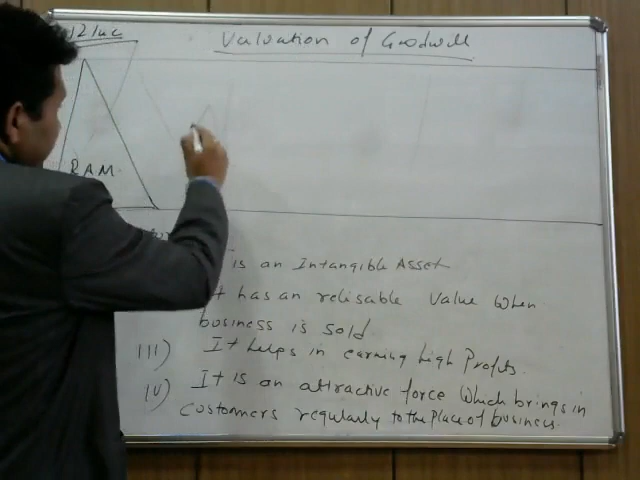 12 lac
Valuation of Goodwill
RAM
is an Intangible Asset
It has an relisable Value When
business is sold
III) It helps in earning high Profits.
IV) It is an attractive force Which brings in
customers regularly to the Place of business.